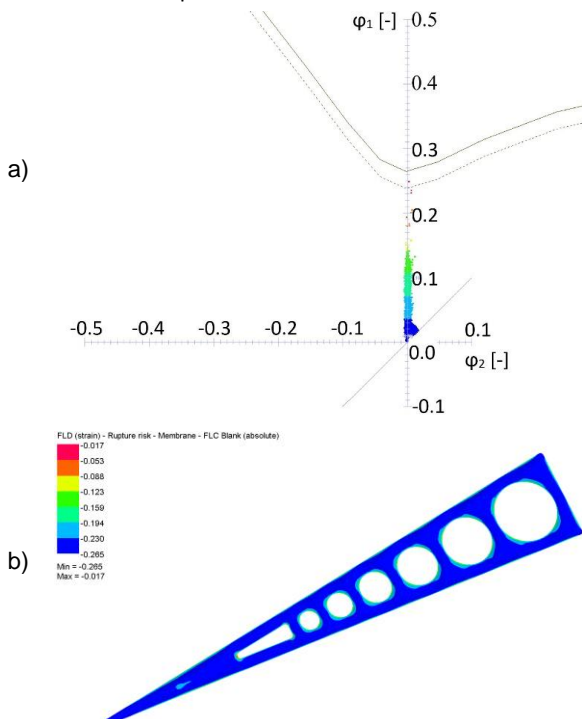 φ₁ [-]
0.5
0.4
a)
0.3
0.2
0.1
-0.5 -0.4 -0.3 -0.2 -0.1 0.1
0.0
φ₂ [-]
-0.1
FLD (strain) - Rupture risk - Membrane - FLC Blank (absolute)
-0.017
-0.053
-0.088
-0.123
-0.159
-0.194
-0.230
-0.265
b)
Min = -0.265
Max = -0.017